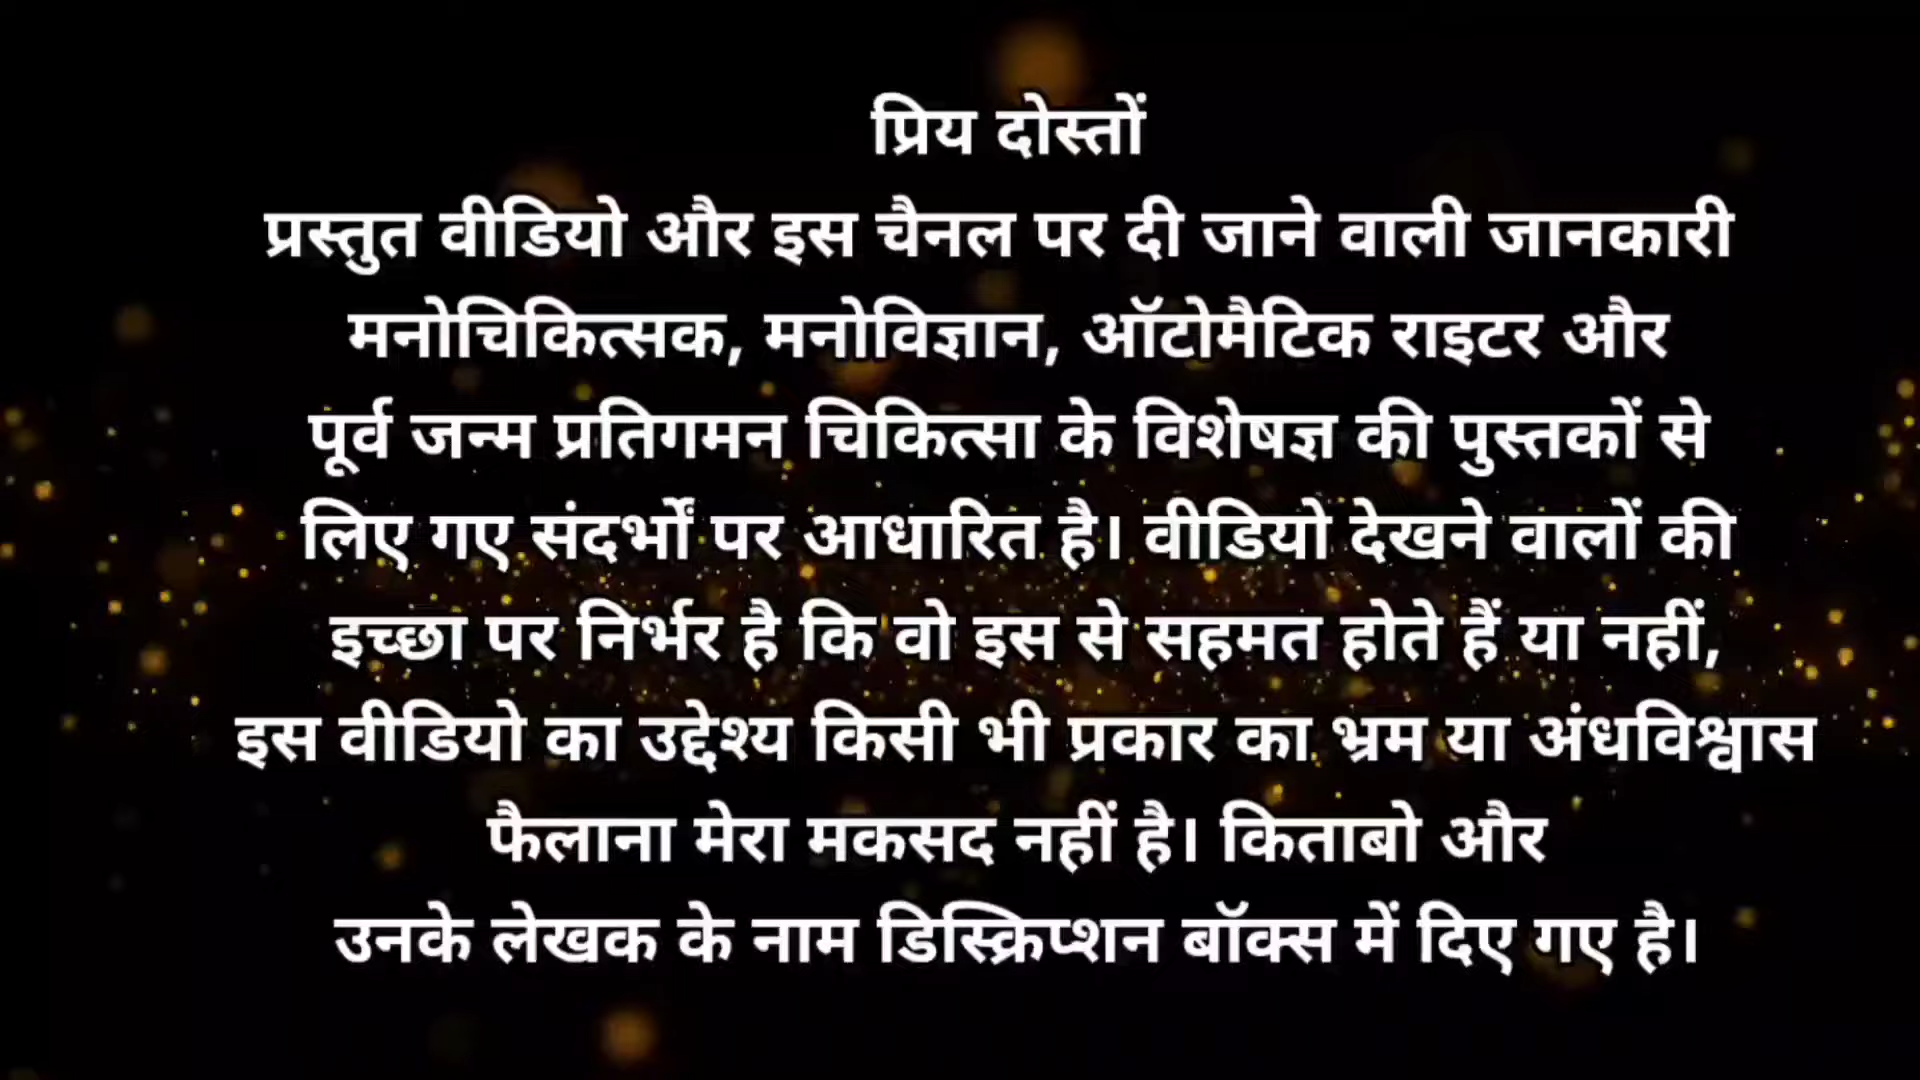 प्रिय दोस्तों
प्रस्तुत वीडियो और इस चैनल पर दी जाने वाली जानकारी
मनोचिकित्सक, मनोविज्ञान, ऑटोमैटिक राइटर और
पूर्व जन्म प्रतिगमन चिकित्सा के विशेषज्ञ की पुस्तकों से
लिए गए संदर्भों पर आधारित है। वीडियो देखने वालों की
इच्छा पर निर्भर है कि वो इस से सहमत होते हैं या नहीं,
इस वीडियो का उद्देश्य किसी भी प्रकार का भ्रम या अंधविश्वास
फैलाना मेरा मकसद नहीं है। किताबो और
उनके लेखक के नाम डिस्क्रिप्शन बॉक्स में दिए गए है।